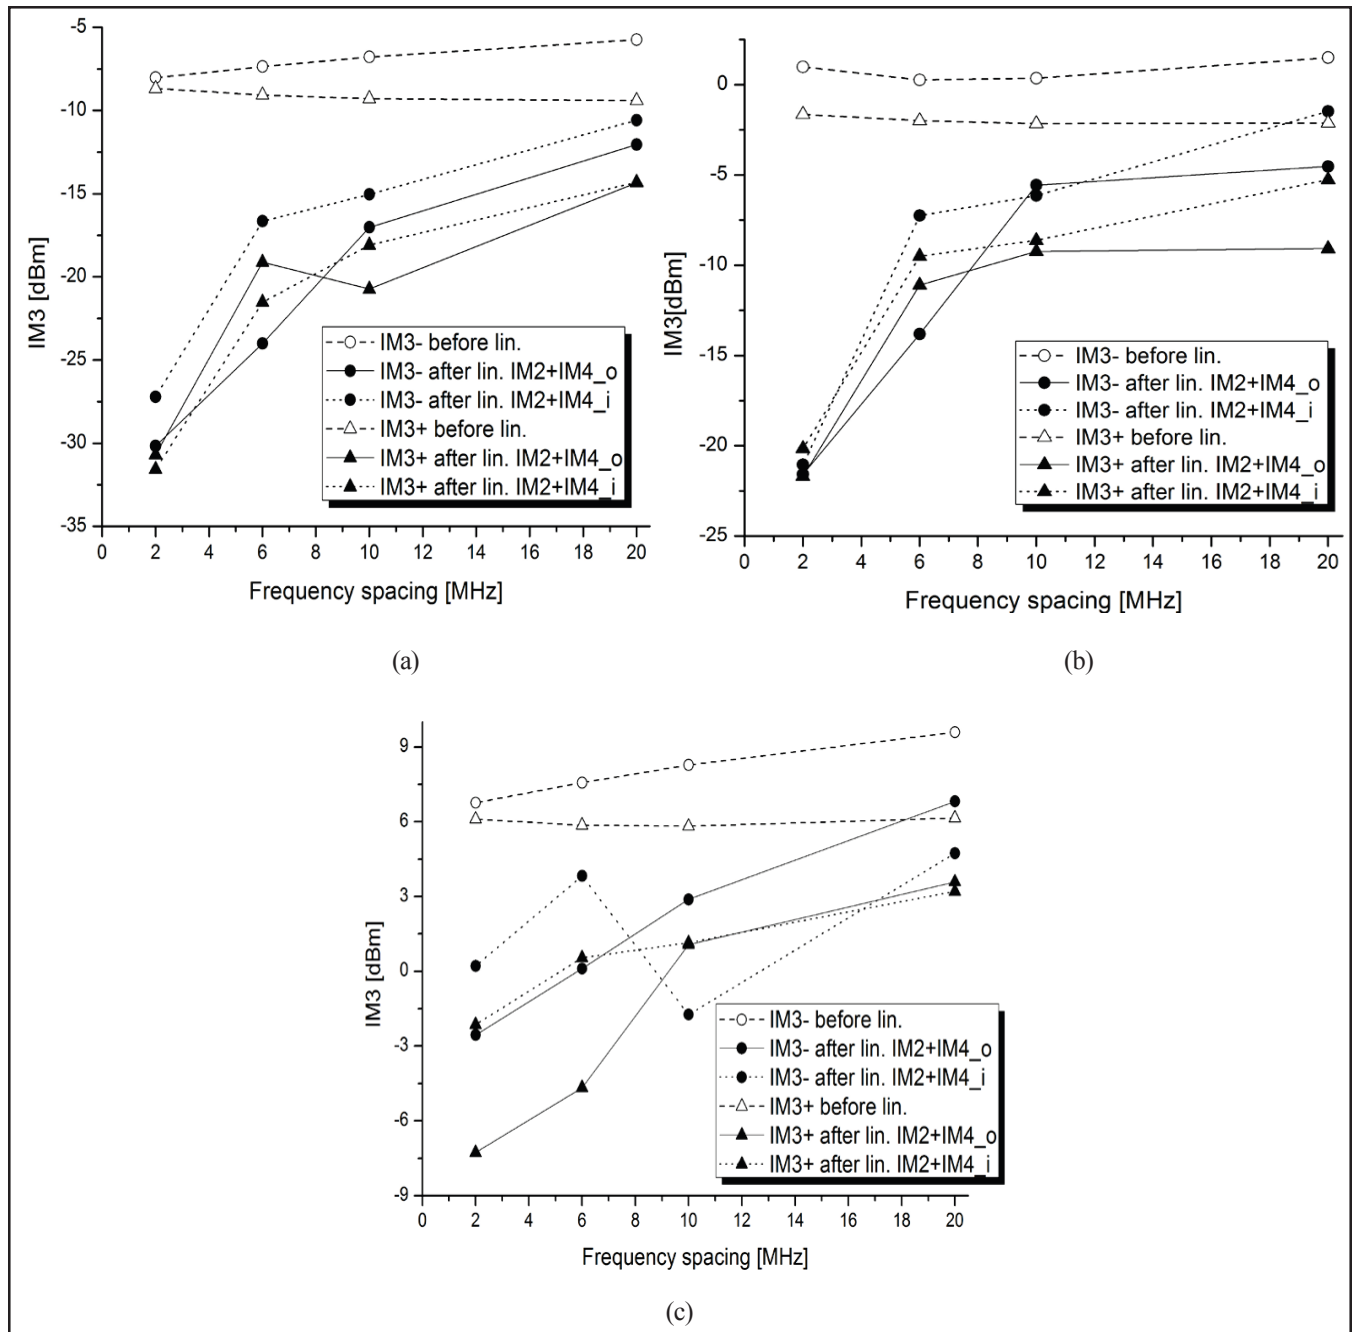 -5
-10
-15
-20
-25
-30
-35
IM3 [dBm]
IM3- before lin.
IM3- after lin. IM2+IM4_o
IM3- after lin. IM2+IM4_i
IM3+ before lin.
IM3+ after lin. IM2+IM4_o
IM3+ after lin. IM2+IM4_i
0 2 4 6 8 10 12 14 16 18 20
Frequency spacing [MHz]
(a)
0
-5
-10
-15
-20
-25
IM3[dBm]
IM3- before lin.
IM3- after lin. IM2+IM4_o
IM3- after lin. IM2+IM4_i
IM3+ before lin.
IM3+ after lin. IM2+IM4_o
IM3+ after lin. IM2+IM4_i
0 2 4 6 8 10 12 14 16 18 20
Frequency spacing [MHz]
(b)
9
6
3
0
-3
-6
-9
IM3 [dBm]
IM3- before lin.
IM3- after lin. IM2+IM4_o
IM3- after lin. IM2+IM4_i
IM3+ before lin.
IM3+ after lin. IM2+IM4_o
IM3+ after lin. IM2+IM4_i
0 2 4 6 8 10 12 14 16 18 20
Frequency spacing [MHz]
(c)